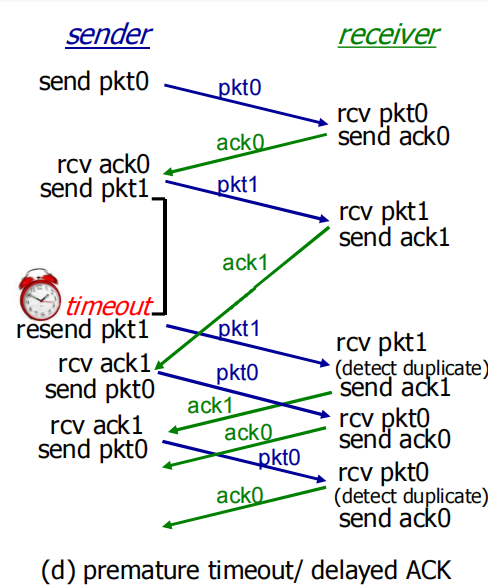 sender
receiver
send pkt0
pkt0
rcv pkt0
send ack0
ack0
rcv ack0
send pkt1
pkt1
rcv pkt1
send ack1
ack1
timeout
resend pkt1
pkt1
rcv pkt1
(detect duplicate)
send ack1
rcv ack1
send pkt0
pkt0
ack1
rcv pkt0
send ack0
rcv ack1
send pkt0
ack0
pkt0
rcv pkt0
(detect duplicate)
send ack0
ack0
(d) premature timeout/ delayed ACK